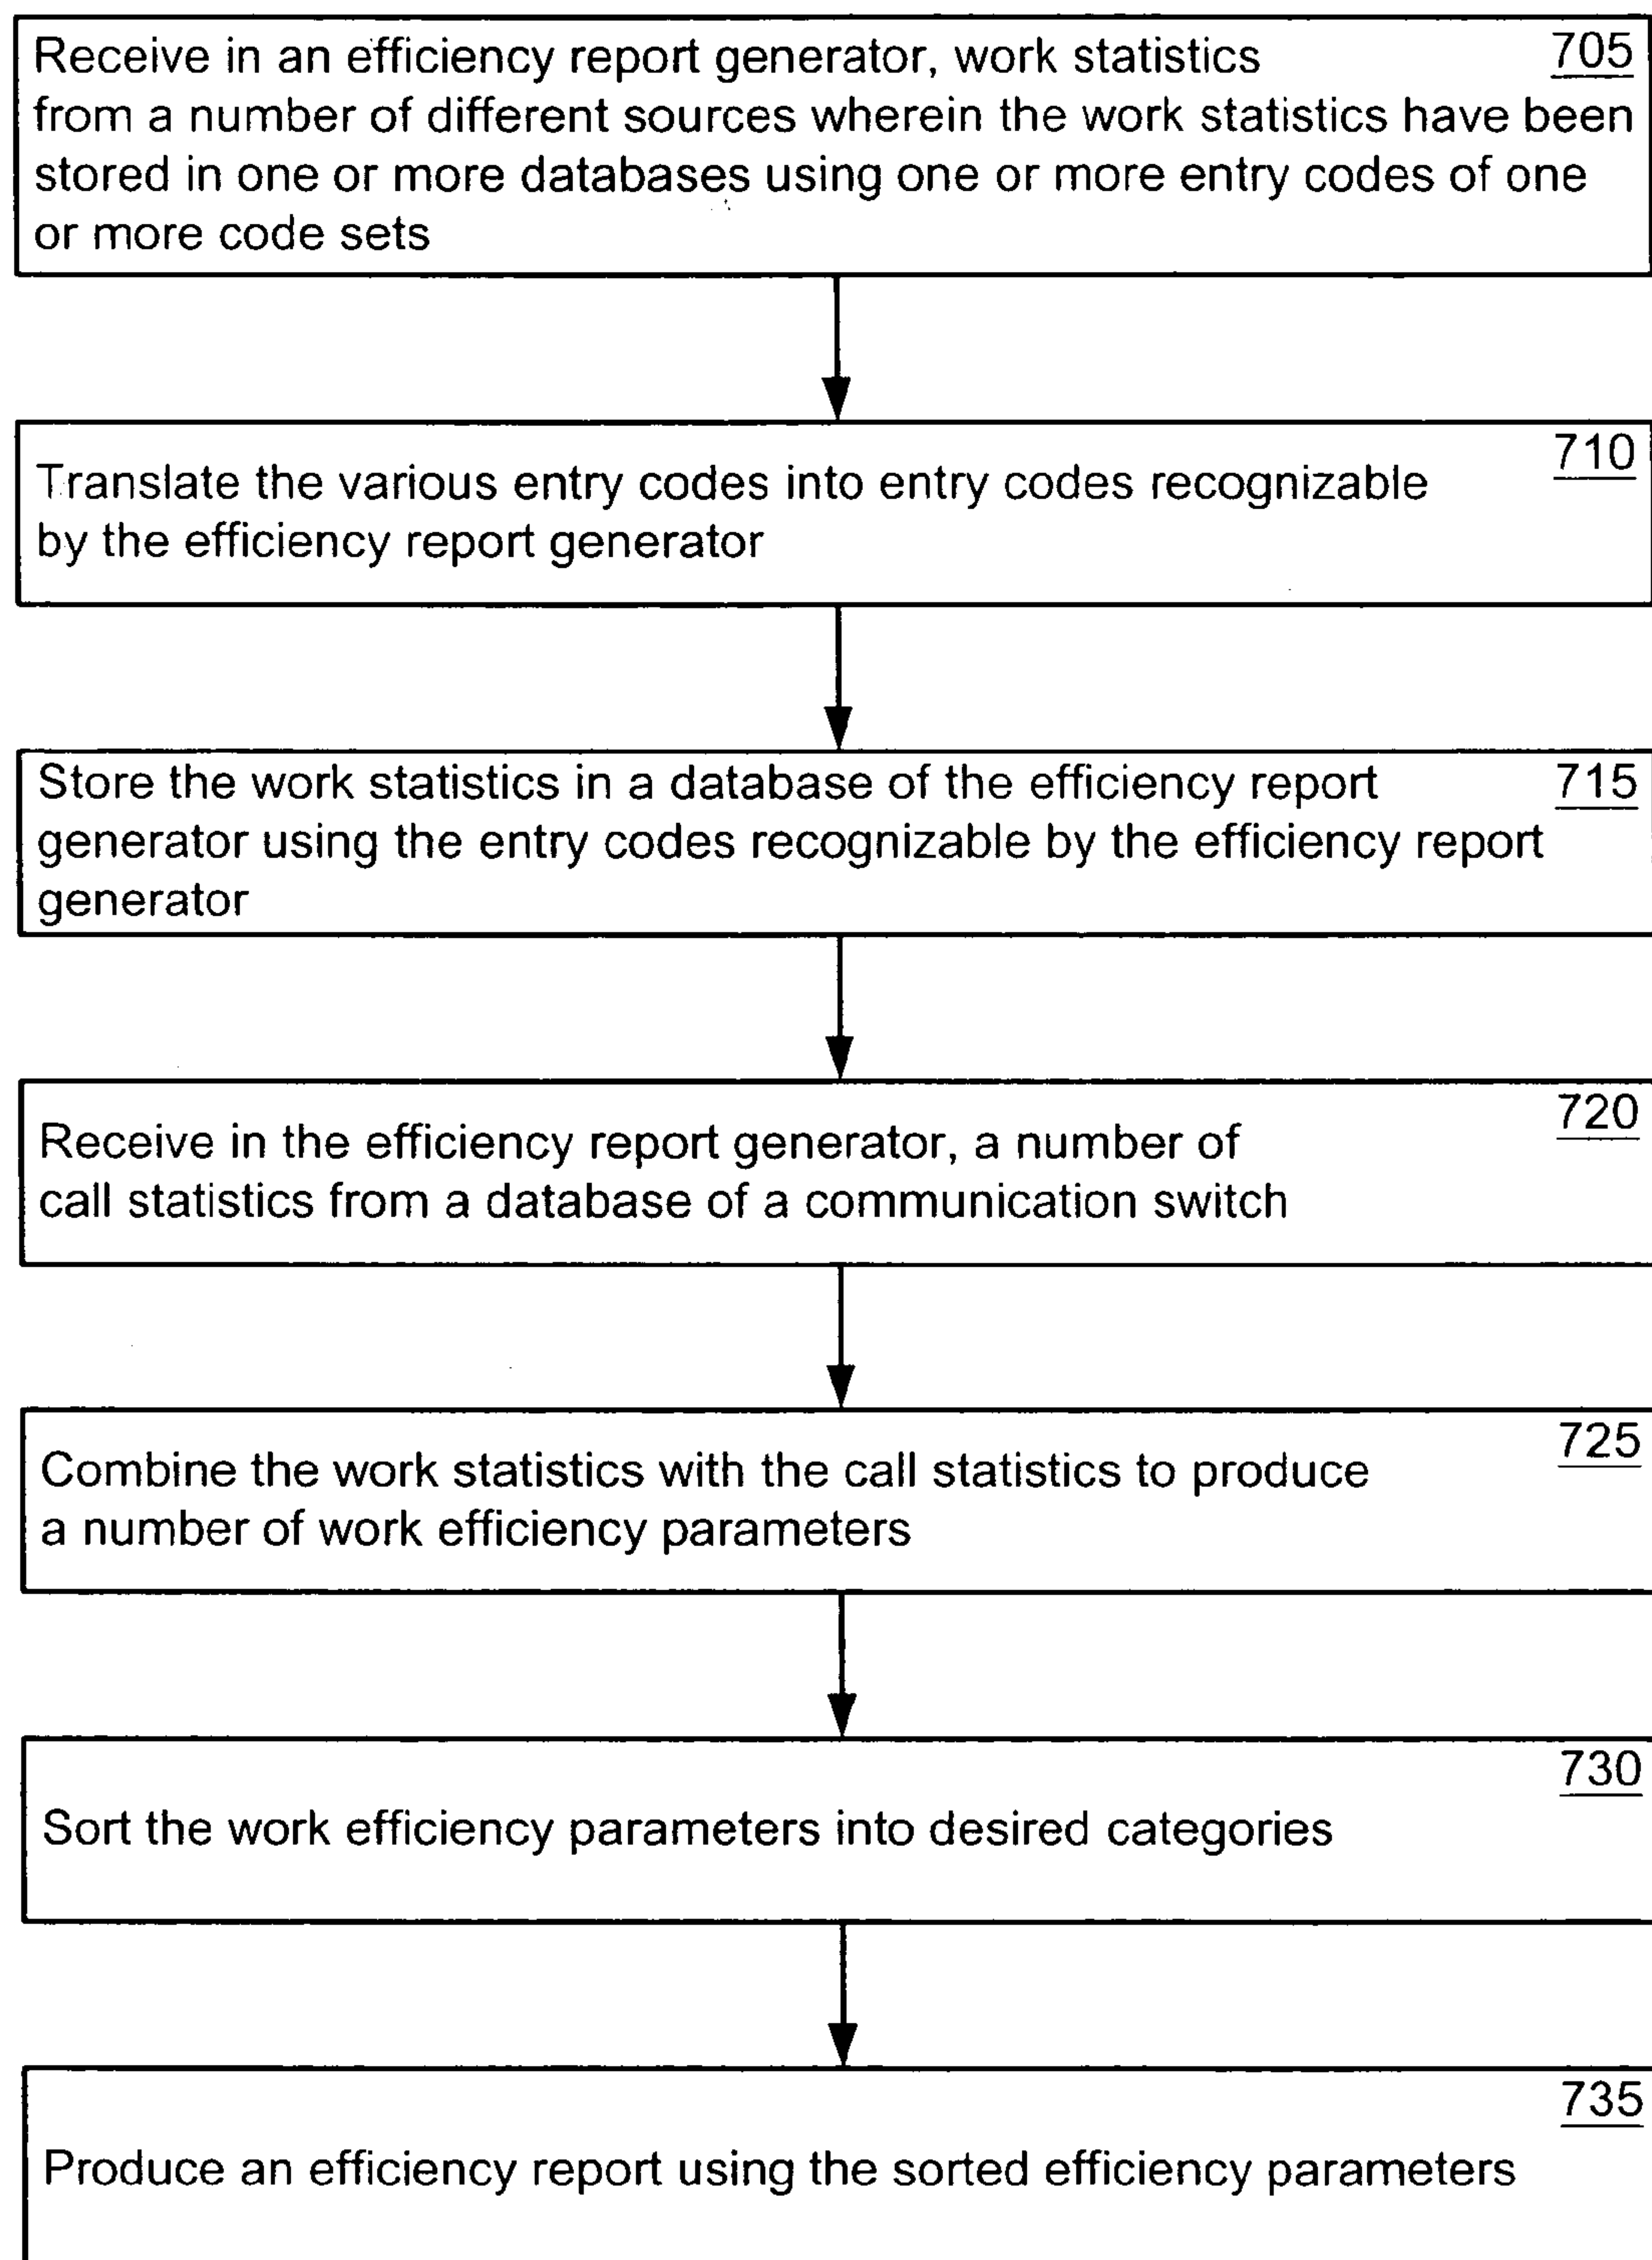 Receive in an efficiency report generator, work statistics 705
from a number of different sources wherein the work statistics have been
stored in one or more databases using one or more entry codes of one
or more code sets
710
Translate the various entry codes into entry codes recognizable
by the efficiency report generator
Store the work statistics in a database of the efficiency report 715
generator using the entry codes recognizable by the efficiency report
generator
720
Receive in the efficiency report generator, a number of
call statistics from a database of a communication switch
725
Combine the work statistics with the call statistics to produce
a number of work efficiency parameters
730
Sort the work efficiency parameters into desired categories
735
Produce an efficiency report using the sorted efficiency parameters